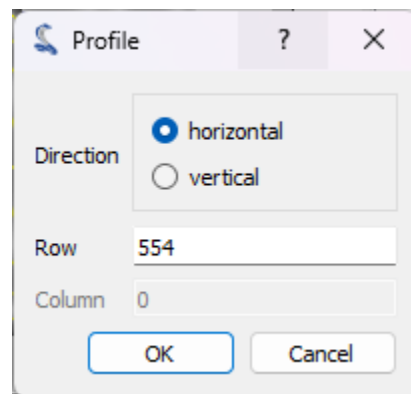 Profile ?
horizontal
Direction
vertical
Row 554
Column 0
OK Cancel